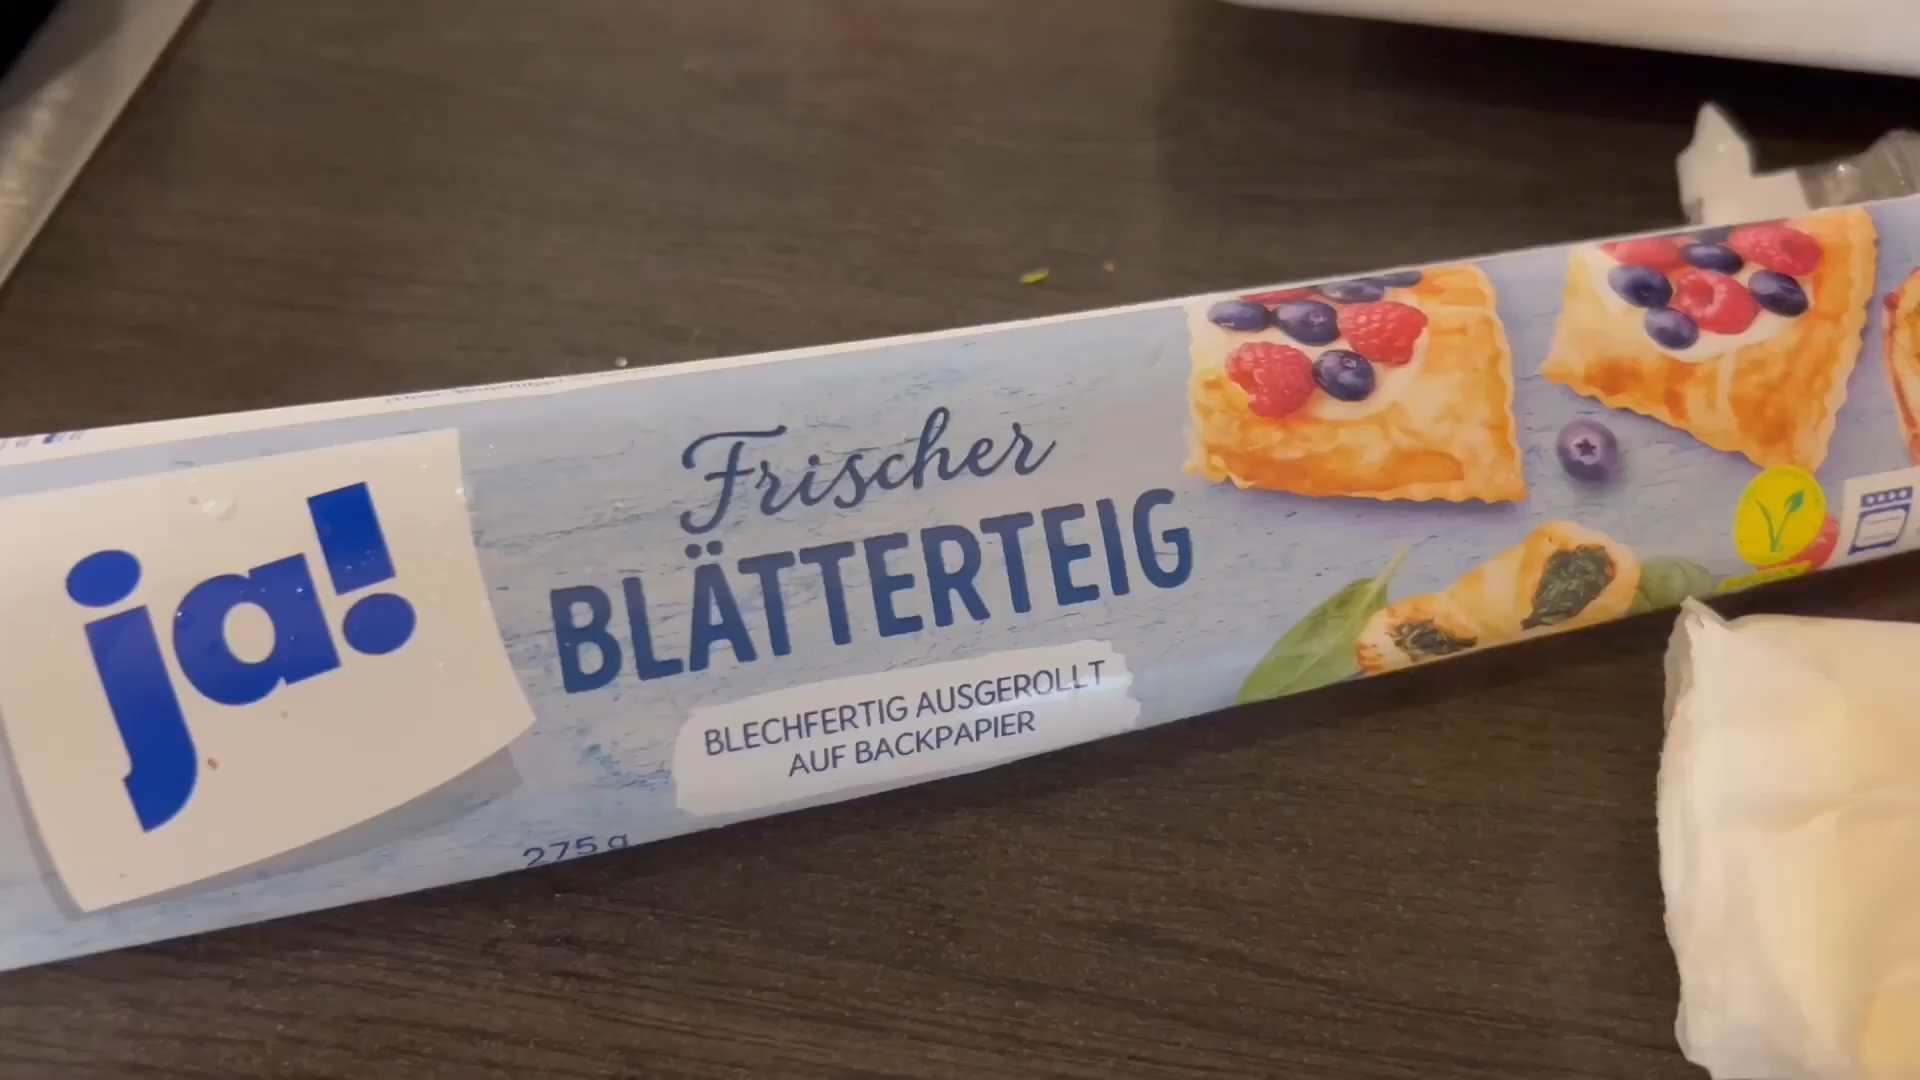 ja!
Frischer
BLÄTTERTEIG
BLECHFERTIG AUSGEROLLT
AUF BACKPAPIER
275 g